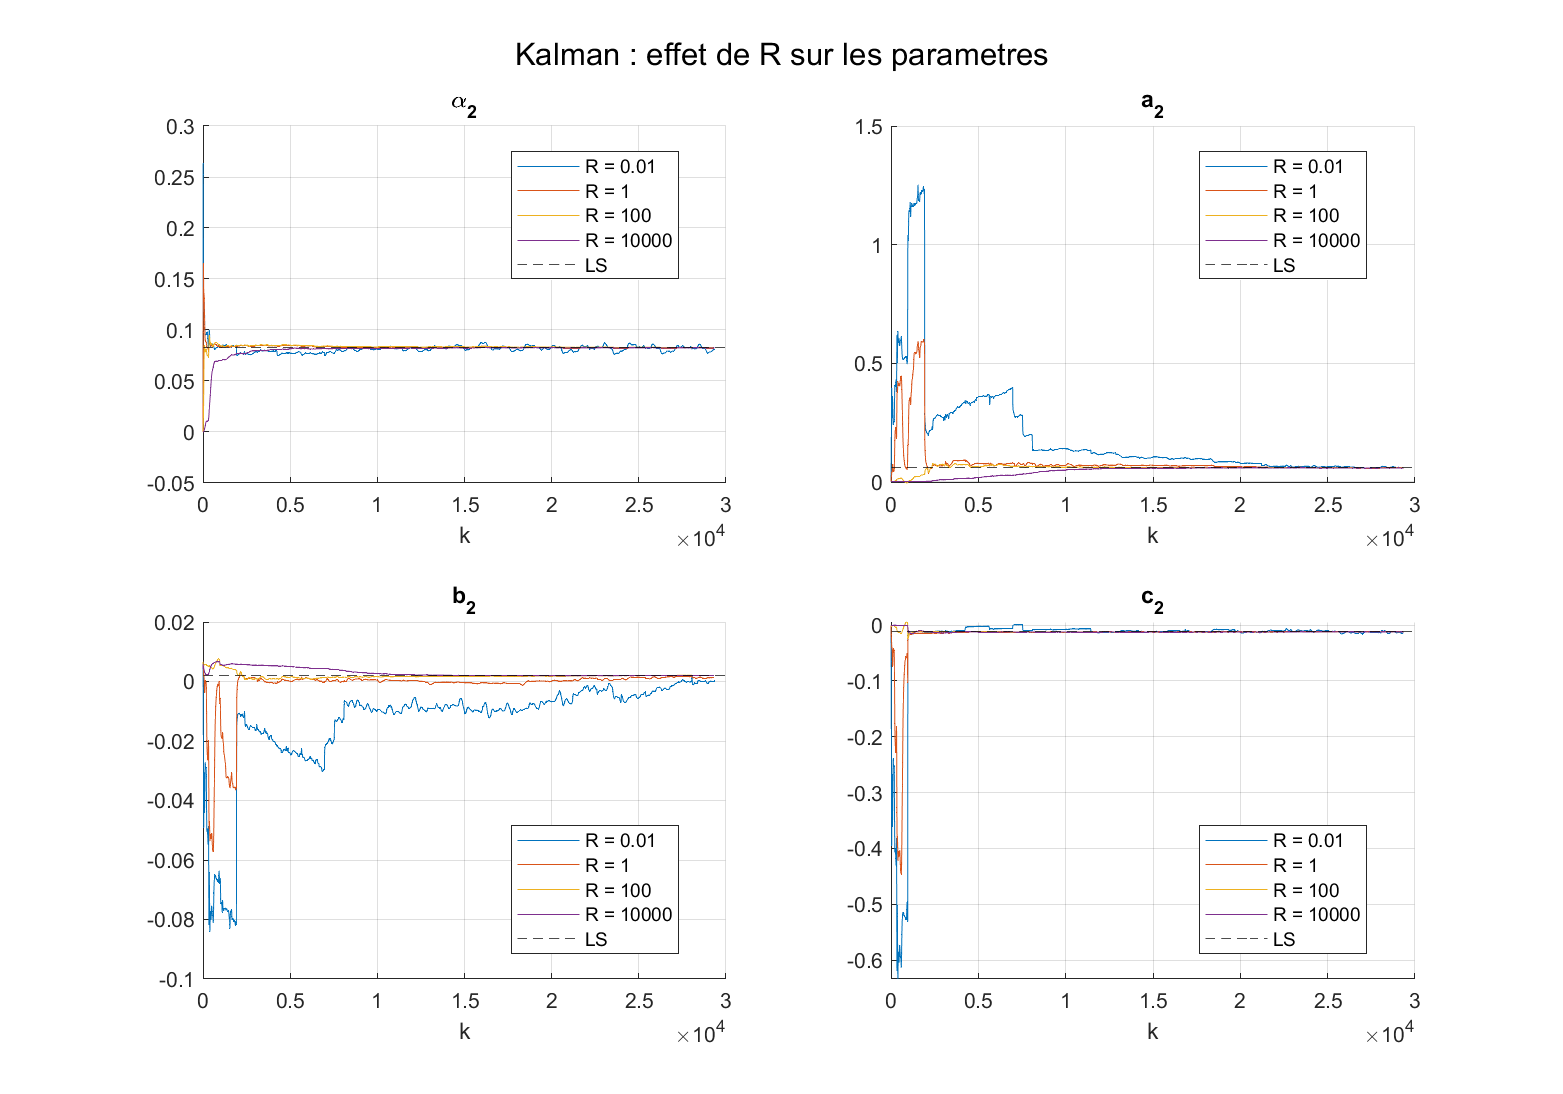 Kalman : effet de R sur les parametres
α2
0.3
0.25
0.2
0.15
0.1
0.05
0
-0.05
0 0.5 1 1.5 2 2.5 3
k
×10^4
R = 0.01
R = 1
R = 100
R = 10000
LS
a2
1.5
1
0.5
0
0 0.5 1 1.5 2 2.5 3
k
×10^4
R = 0.01
R = 1
R = 100
R = 10000
LS
b2
0.02
0
-0.02
-0.04
-0.06
-0.08
-0.1
0 0.5 1 1.5 2 2.5 3
k
×10^4
R = 0.01
R = 1
R = 100
R = 10000
LS
c2
0
-0.1
-0.2
-0.3
-0.4
-0.5
-0.6
0 0.5 1 1.5 2 2.5 3
k
×10^4
R = 0.01
R = 1
R = 100
R = 10000
LS